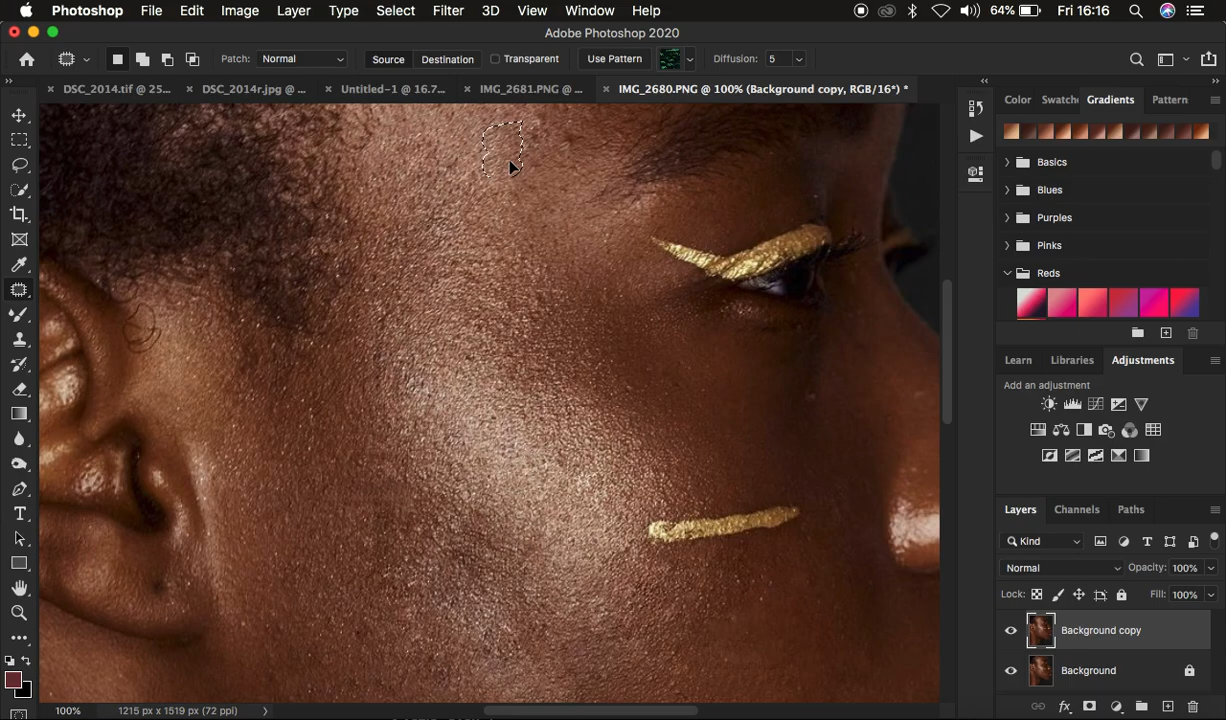 Photoshop File Edit Image Layer Type Select Filter 3D View Window Help 64% Fri 16:16
Adobe Photoshop 2020
Patch: Normal Source Destination Transparent Use Pattern Diffusion: 5
DSC_2014.tif @ 25... DSC_2014r.jpg @ ... Untitled-1 @ 16.7... IMG_2681.PNG @ ... IMG_2680.PNG @ 100% (Background copy, RGB/16*) *
Color Swatche Gradients Pattern
Basics
Blues
Purples
Pinks
Reds
Learn Libraries Adjustments
Add an adjustment
Layers Channels Paths
Kind
Normal Opacity: 100%
Lock: Fill: 100%
Background copy
Background
100% 1215 px x 1519 px (72 ppi)